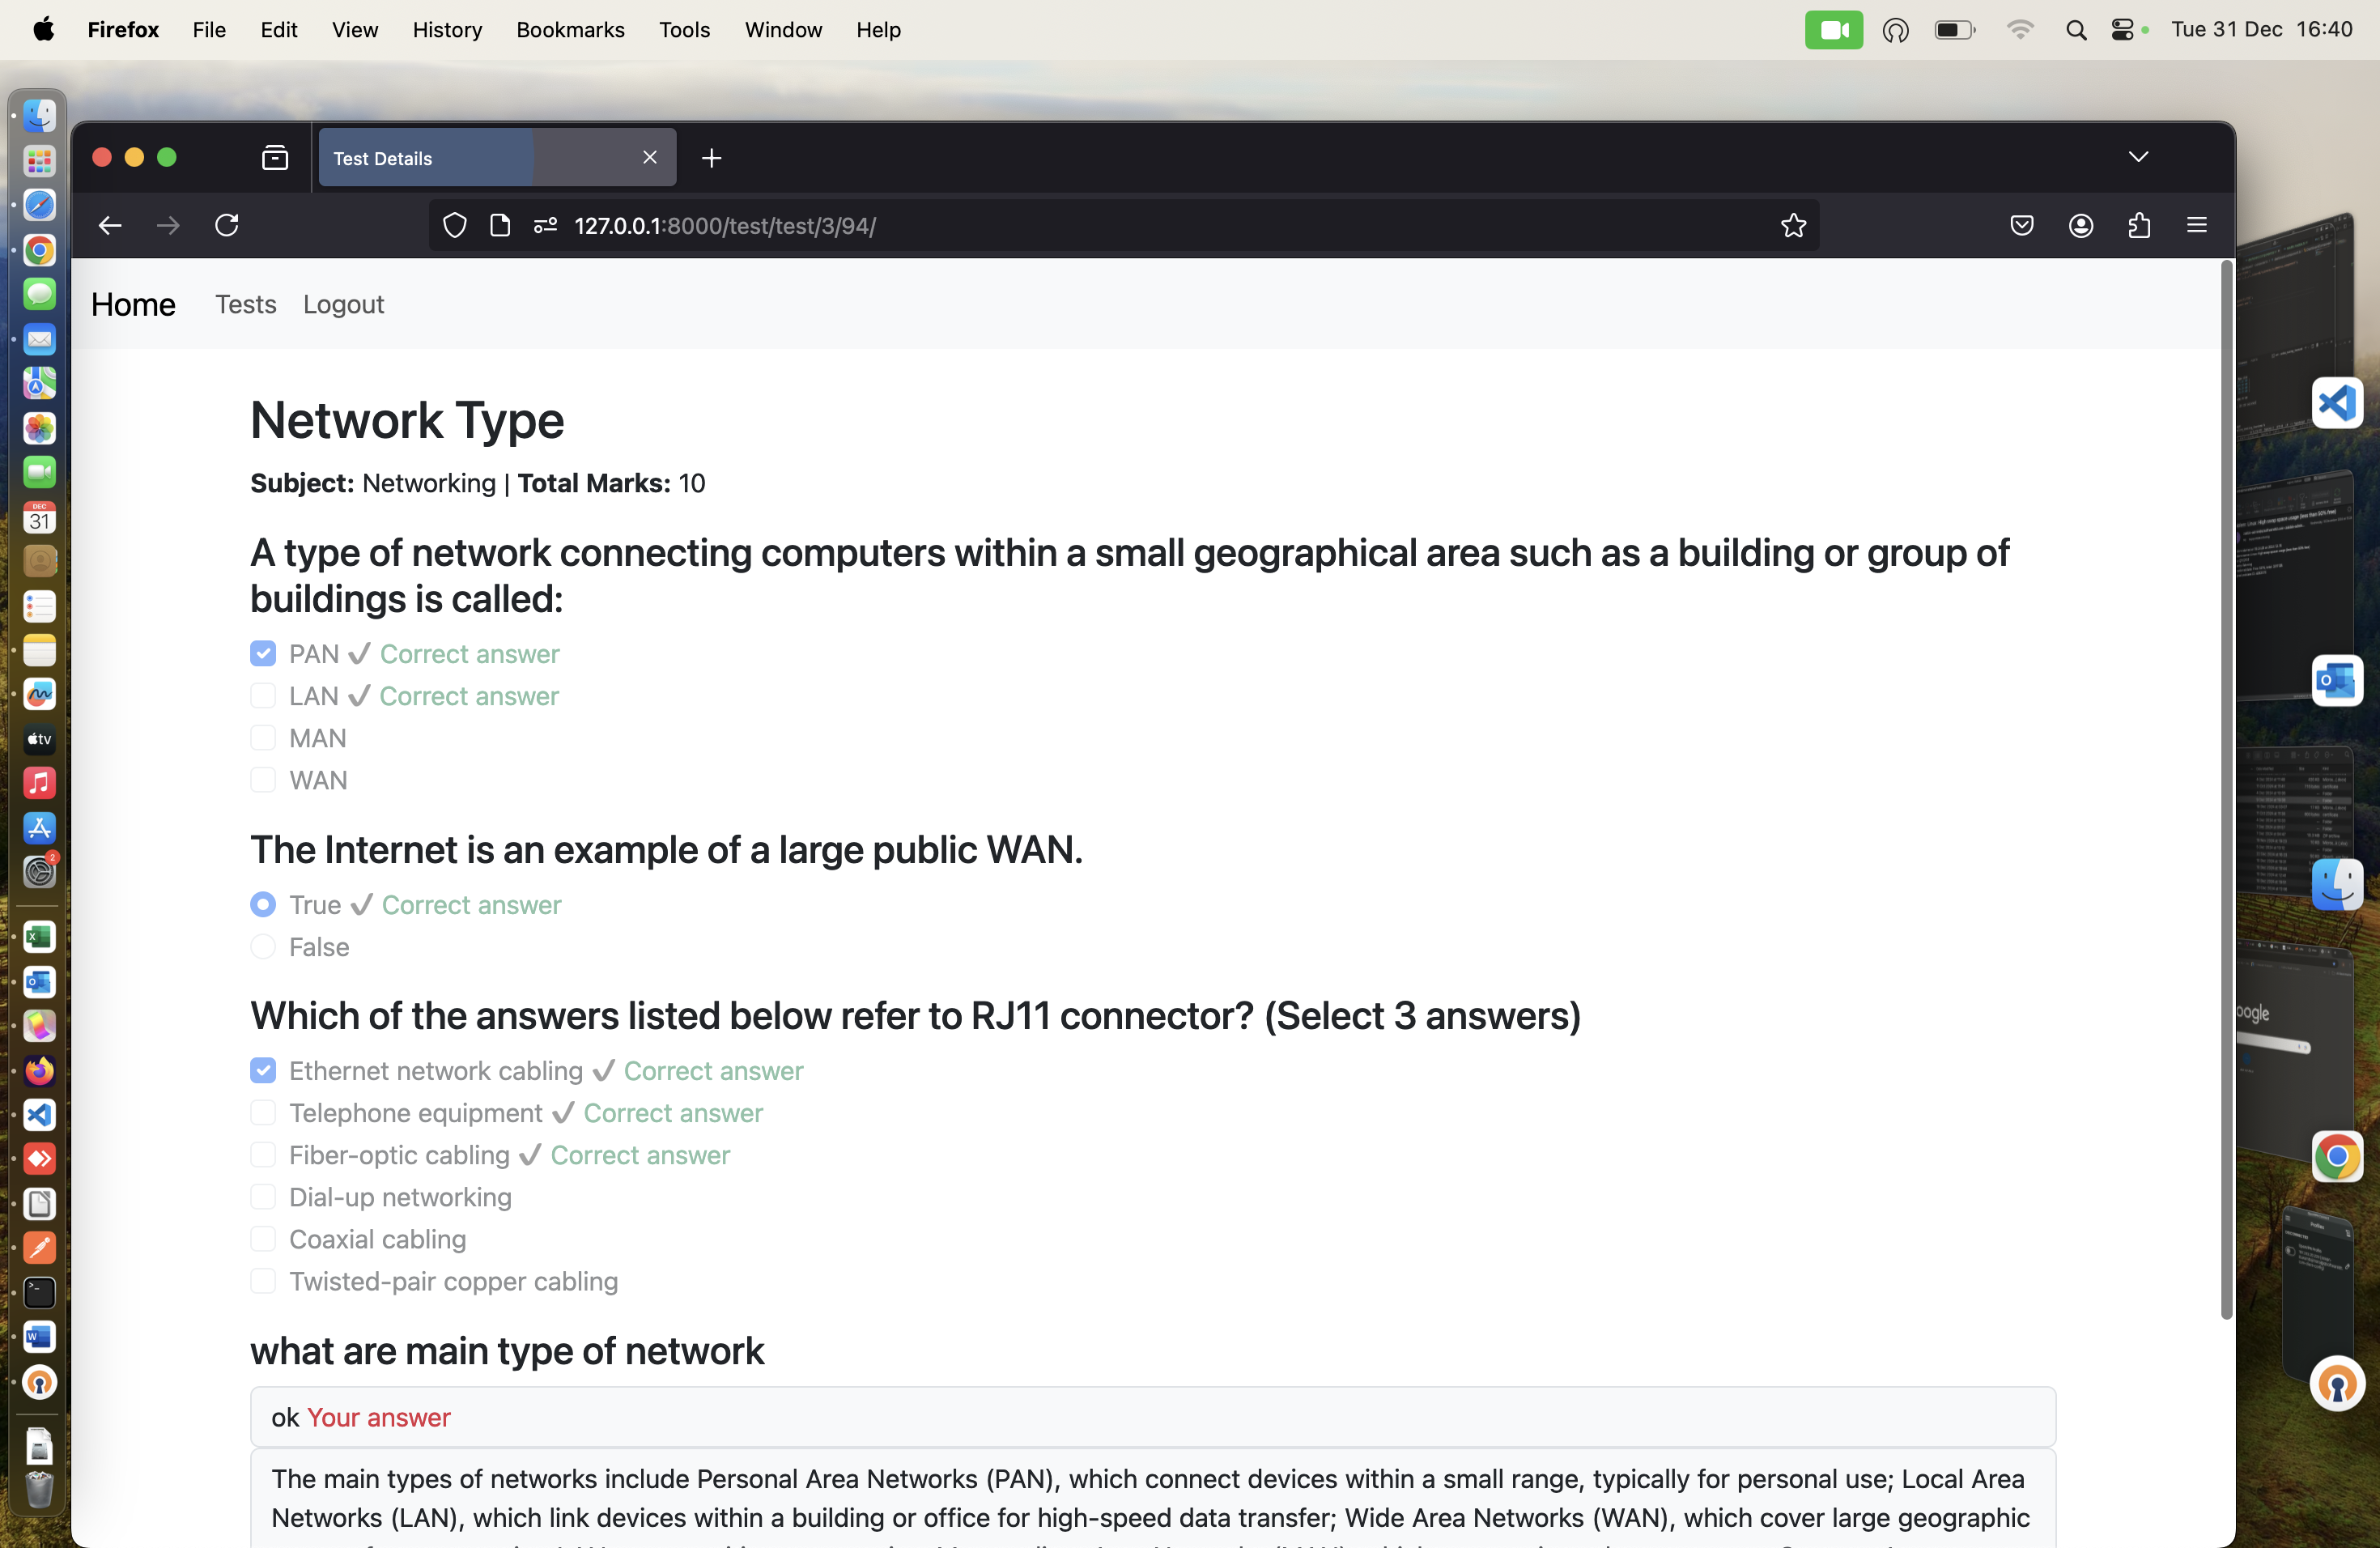 Firefox File Edit View History Bookmarks Tools Window Help
Tue 31 Dec 16:40
Test Details
127.0.0.1:8000/test/test/3/94/
Home Tests Logout
Network Type
Subject: Networking | Total Marks: 10
A type of network connecting computers within a small geographical area such as a building or group of
buildings is called:
PAN ✓ Correct answer
LAN ✓ Correct answer
MAN
WAN
The Internet is an example of a large public WAN.
True ✓ Correct answer
False
Which of the answers listed below refer to RJ11 connector? (Select 3 answers)
Ethernet network cabling ✓ Correct answer
Telephone equipment ✓ Correct answer
Fiber-optic cabling ✓ Correct answer
Dial-up networking
Coaxial cabling
Twisted-pair copper cabling
what are main type of network
ok Your answer
The main types of networks include Personal Area Networks (PAN), which connect devices within a small range, typically for personal use; Local Area
Networks (LAN), which link devices within a building or office for high-speed data transfer; Wide Area Networks (WAN), which cover large geographic
DEC
31
tv
2
oogle